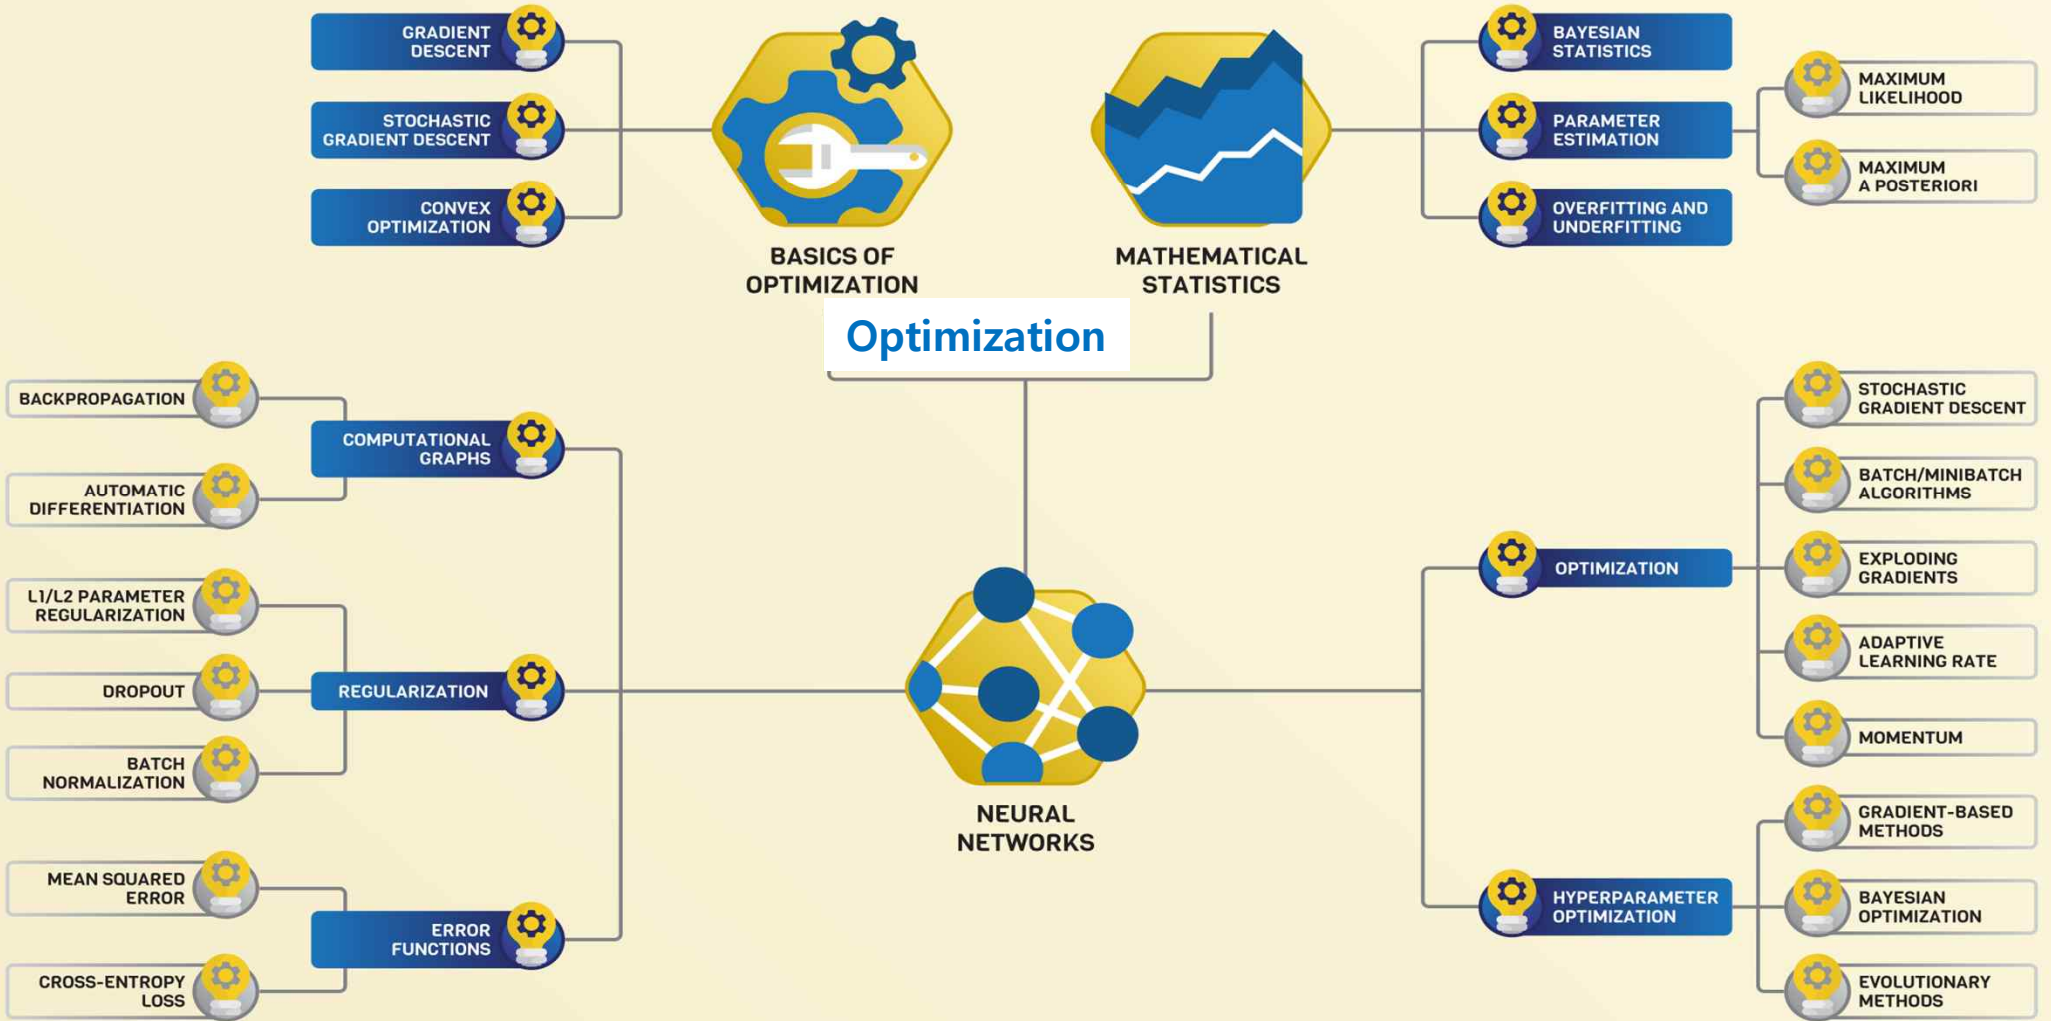 GRADIENT
DESCENT
STOCHASTIC
GRADIENT DESCENT
CONVEX
OPTIMIZATION
BASICS OF
OPTIMIZATION
MATHEMATICAL
STATISTICS
BAYESIAN
STATISTICS
PARAMETER
ESTIMATION
OVERFITTING AND
UNDERFITTING
MAXIMUM
LIKELIHOOD
MAXIMUM
A POSTERIORI
Optimization
BACKPROPAGATION
AUTOMATIC
DIFFERENTIATION
COMPUTATIONAL
GRAPHS
L1/L2 PARAMETER
REGULARIZATION
DROPOUT
BATCH
NORMALIZATION
REGULARIZATION
MEAN SQUARED
ERROR
CROSS-ENTROPY
LOSS
ERROR
FUNCTIONS
NEURAL
NETWORKS
OPTIMIZATION
STOCHASTIC
GRADIENT DESCENT
BATCH/MINIBATCH
ALGORITHMS
EXPLODING
GRADIENTS
ADAPTIVE
LEARNING RATE
MOMENTUM
HYPERPARAMETER
OPTIMIZATION
GRADIENT-BASED
METHODS
BAYESIAN
OPTIMIZATION
EVOLUTIONARY
METHODS